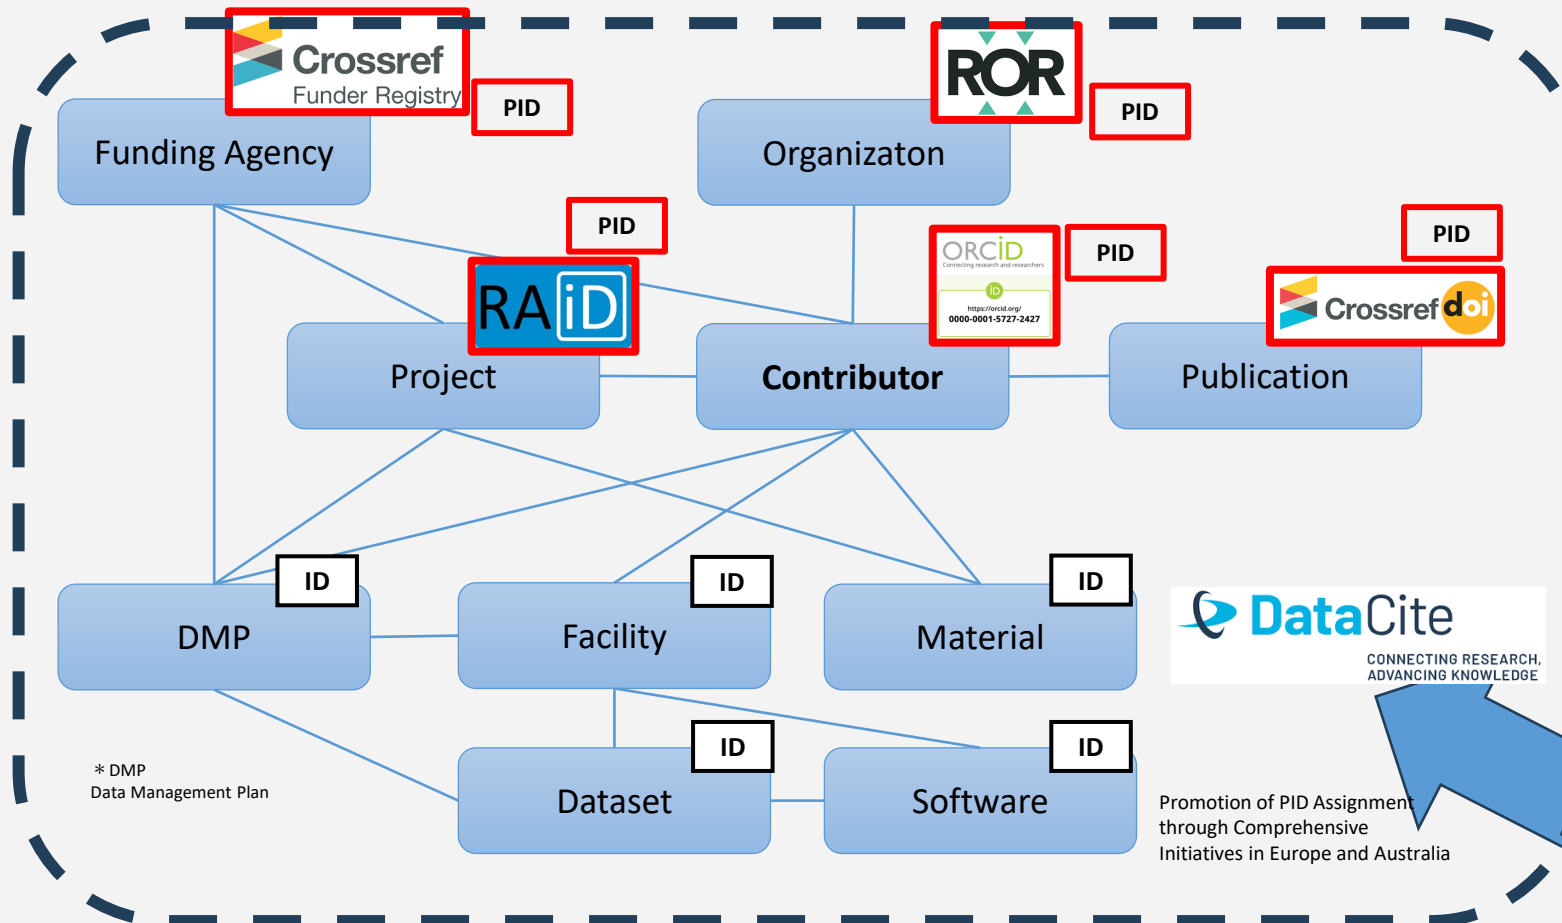 Crossref
Funder Registry
PID
Funding Agency
ROR
PID
Organizaton
PID
RAiD
Project
ORCiD
Connecting research and researchers
iD
https://orcid.org/
0000-0001-5727-2427
PID
Contributor
PID
Crossref doi
Publication
ID
DMP
ID
Facility
ID
Material
DataCite
CONNECTING RESEARCH,
ADVANCING KNOWLEDGE
ID
Dataset
ID
Software
＊DMP
Data Management Plan
Promotion of PID Assignment
through Comprehensive
Initiatives in Europe and Australia